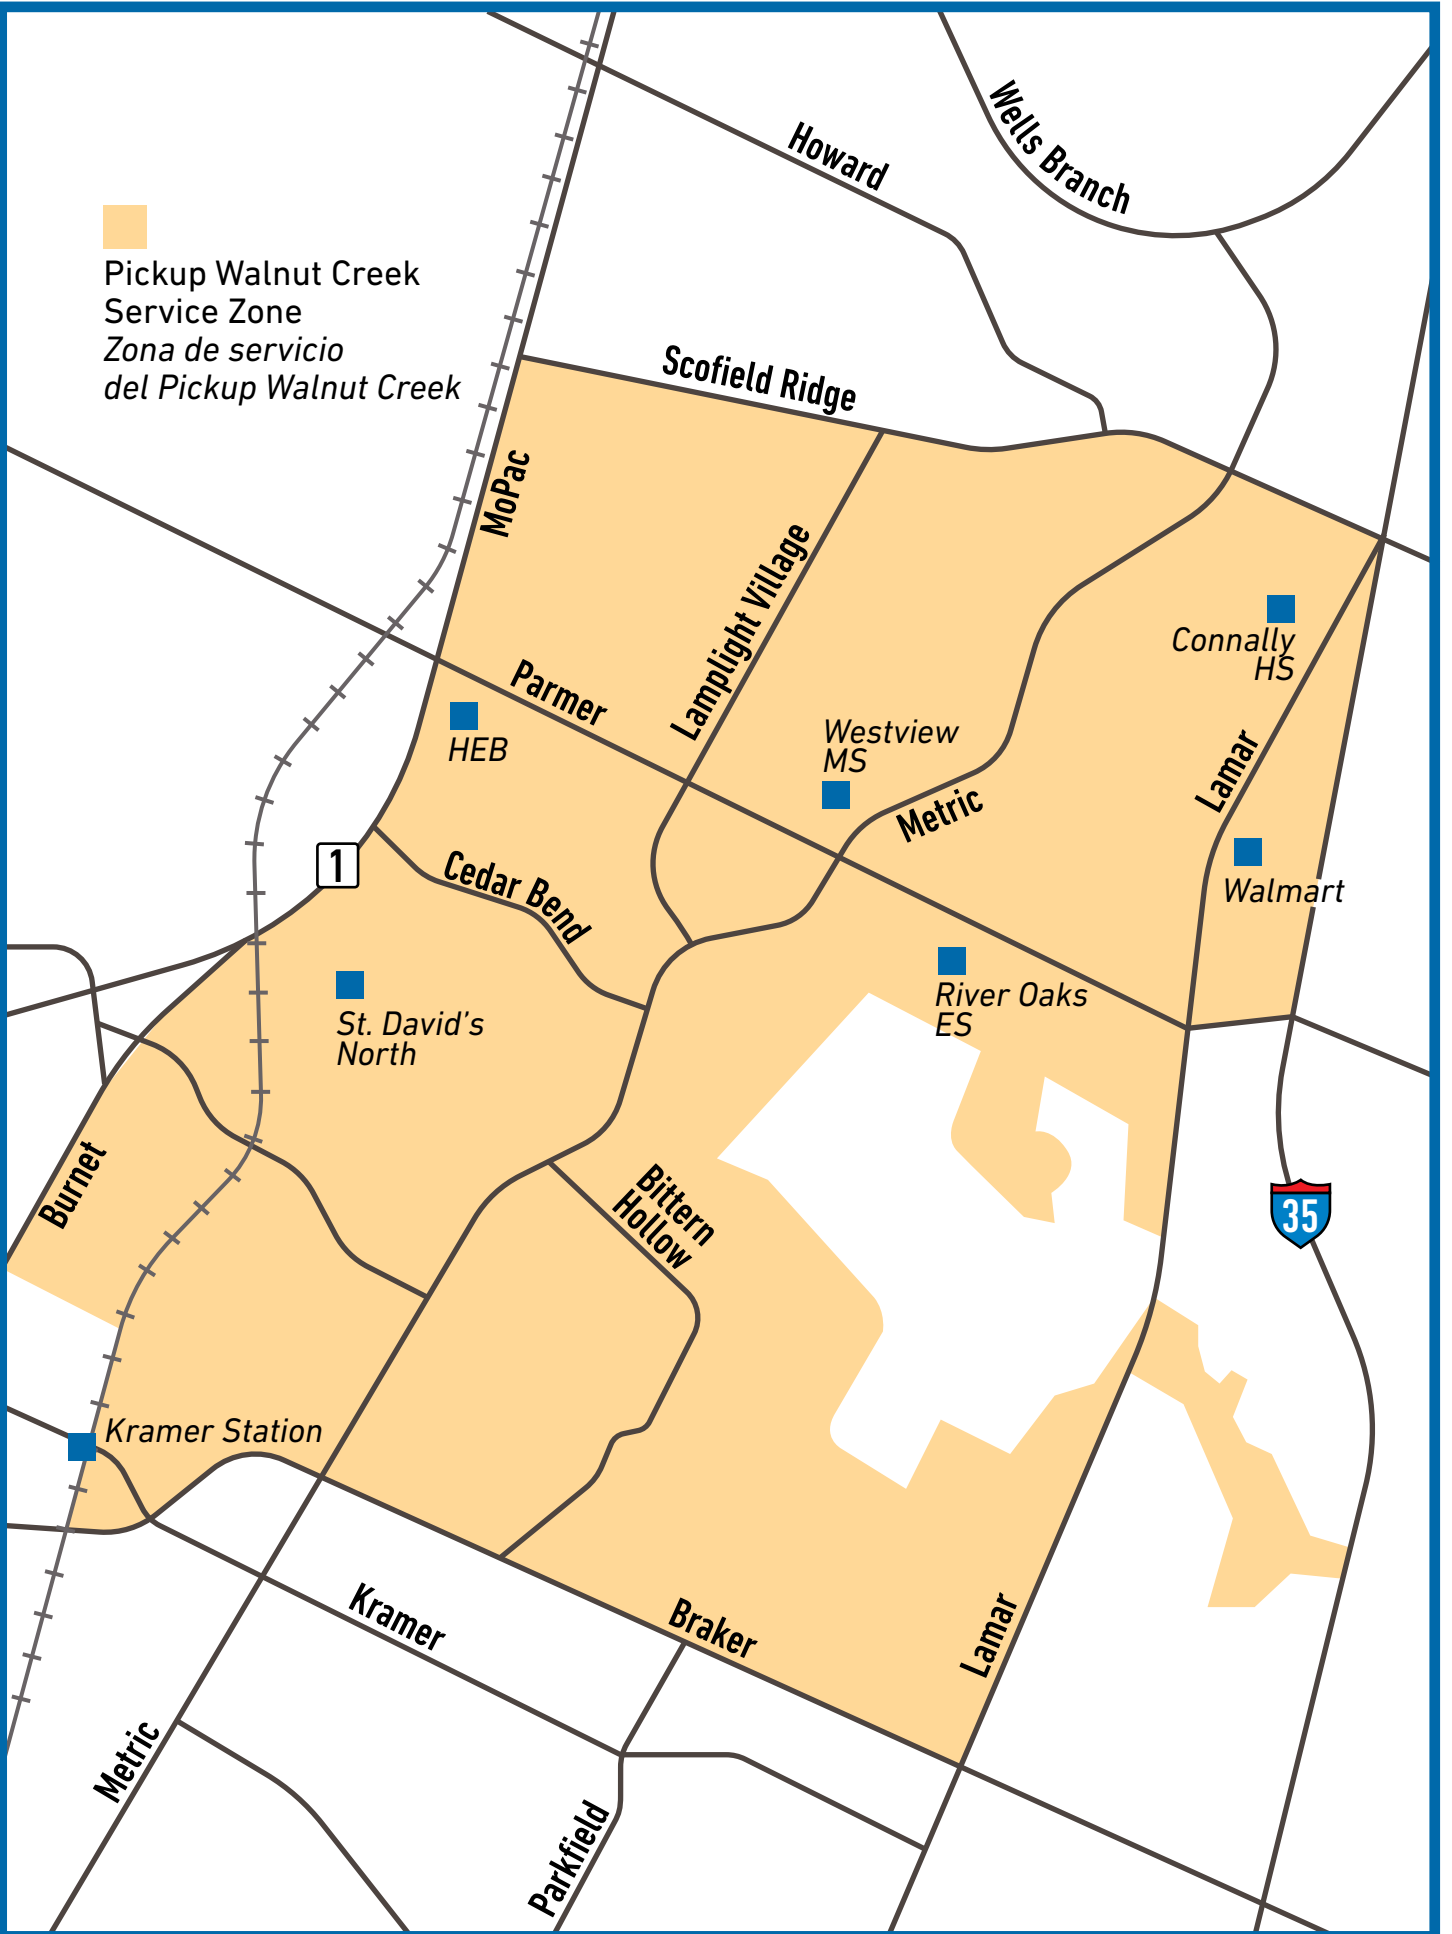 Wells Branch
Howard
Pickup Walnut Creek
Service Zone
Zona de servicio
del Pickup Walnut Creek
Scofield Ridge
MoPac
Lamplight Village
Connally
HS
Parmer
HEB
Westview
MS
Metric
Lamar
1
Cedar Bend
Walmart
St. David's
North
River Oaks
ES
Burnet
Bittern
Hollow
35
Kramer Station
Kramer
Braker
Lamar
Metric
Parkfield